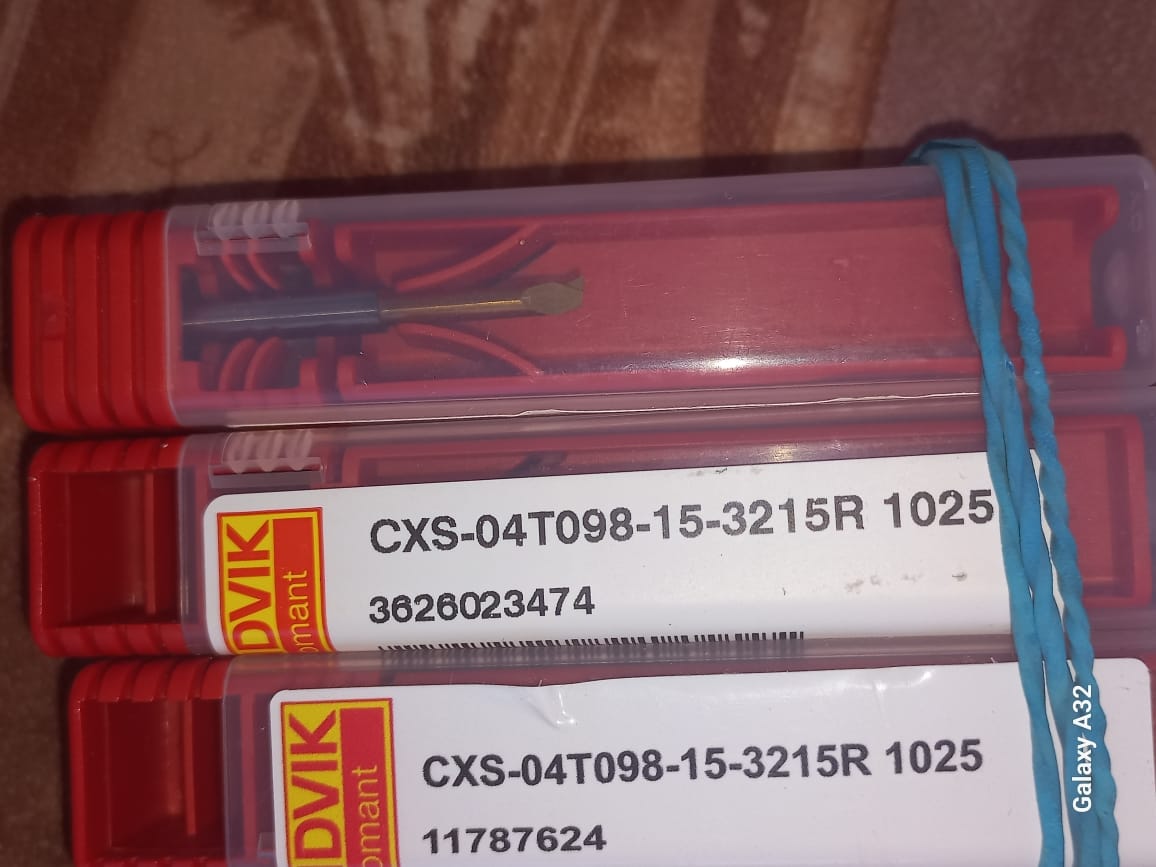 DVIK
omant
CXS-04T098-15-3215R 1025
3626023474
DVIK
omant
CXS-04T098-15-3215R 1025
11787624
Galaxy A32